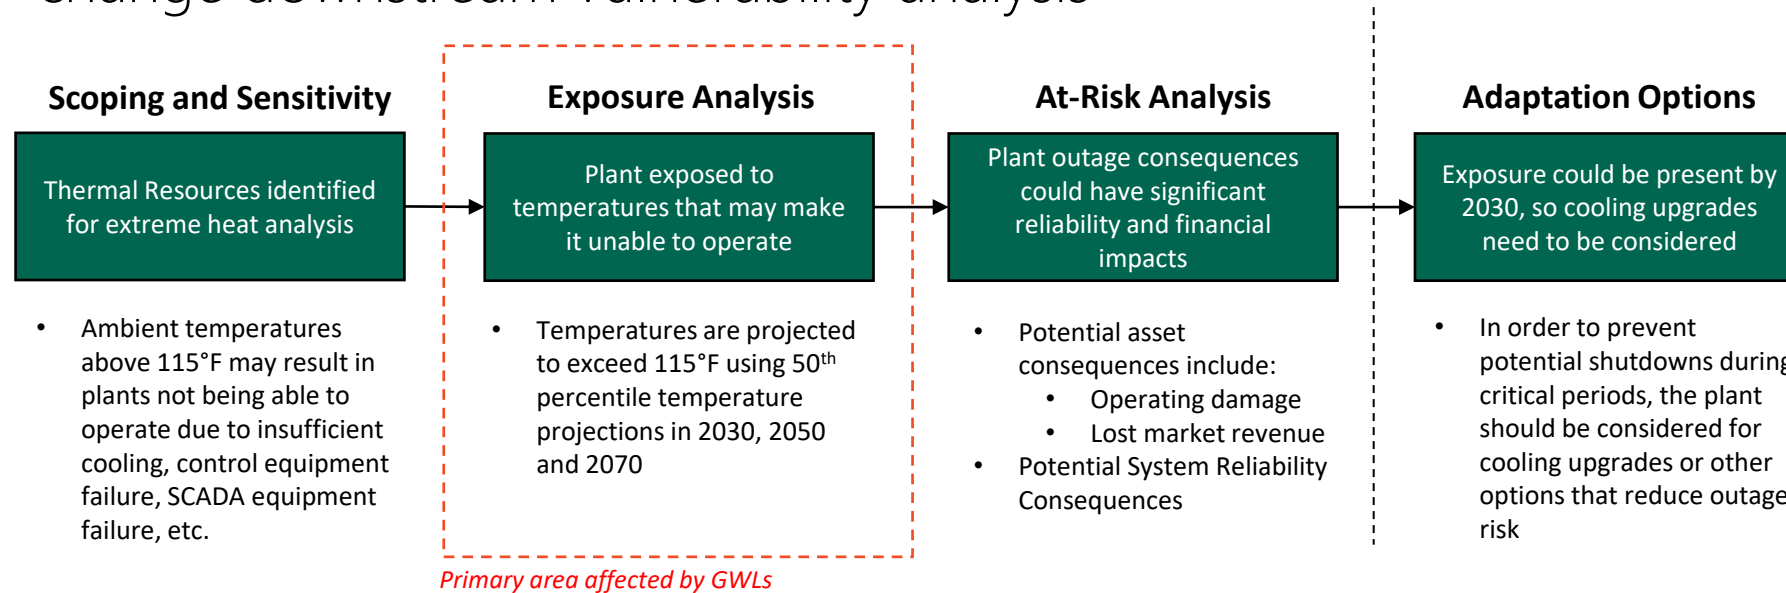 change downstream vulnerability analysis
Scoping and Sensitivity
Thermal Resources identified
for extreme heat analysis
• Ambient temperatures
above 115°F may result in
plants not being able to
operate due to insufficient
cooling, control equipment
failure, SCADA equipment
failure, etc.
Exposure Analysis
Plant exposed to
temperatures that may make
it unable to operate
• Temperatures are projected
to exceed 115°F using 50th
percentile temperature
projections in 2030, 2050
and 2070
Primary area affected by GWLs
At-Risk Analysis
Plant outage consequences
could have significant
reliability and financial
impacts
• Potential asset
consequences include:
• Operating damage
• Lost market revenue
• Potential System Reliability
Consequences
Adaptation Options
Exposure could be present by
2030, so cooling upgrades
need to be considered
• In order to prevent
potential shutdowns during
critical periods, the plant
should be considered for
cooling upgrades or other
options that reduce outage
risk